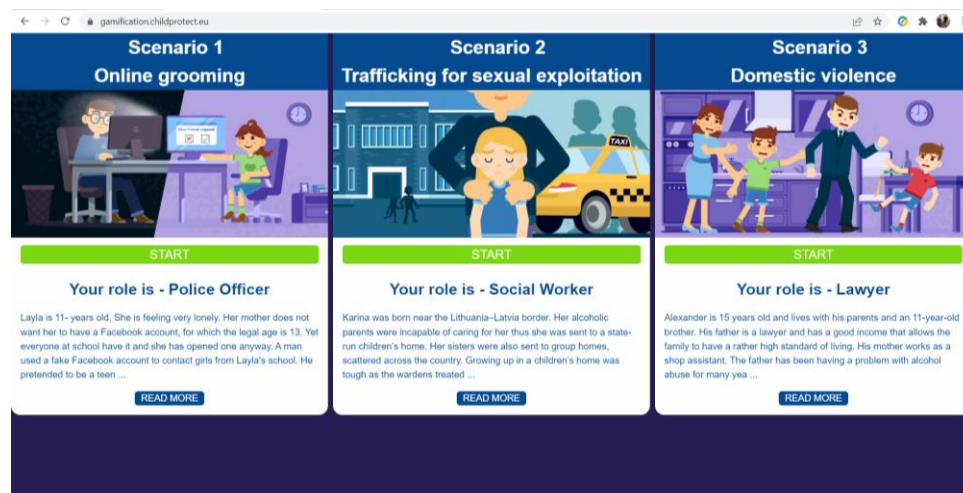 gamification.childprotect.eu
Scenario 1
Online grooming
START
Your role is - Police Officer
Layla is 11- years old. She is feeling very lonely. Her mother does not
want her to have a Facebook account, for which the legal age is 13. Yet
everyone at school have it and she has opened one anyway. A man
used a fake Facebook account to contact girls from Layla's school. He
pretended to be a teen ...
READ MORE
Scenario 2
Trafficking for sexual exploitation
TAXI
START
Your role is - Social Worker
Karina was born near the Lithuania–Latvia border. Her alcoholic
parents were incapable of caring for her thus she was sent to a state-
run children's home. Her sisters were also sent to group homes,
scattered across the country. Growing up in a children's home was
tough as the wardens treated ...
READ MORE
Scenario 3
Domestic violence
START
Your role is - Lawyer
Alexander is 15 years old and lives with his parents and an 11-year-old
brother. His father is a lawyer and has a good income that allows the
family to have a rather high standard of living. His mother works as a
shop assistant. The father has been having a problem with alcohol
abuse for many yea ...
READ MORE